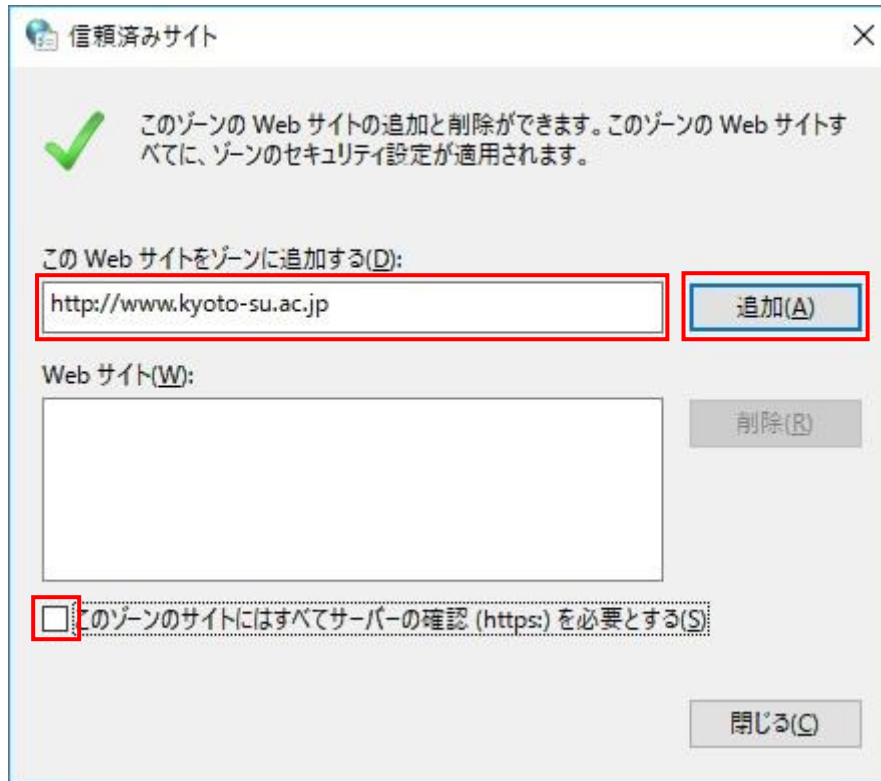 信頼済みサイト
このゾーンの Web サイトの追加と削除ができます。このゾーンの Web サイトす
べてに、ゾーンのセキュリティ設定が適用されます。
この Web サイトをゾーンに追加する(D):
http://www.kyoto-su.ac.jp
追加(A)
Web サイト(W):
削除(R)
このゾーンのサイトにはすべてサーバーの確認 (https:) を必要とする(S)
閉じる(C)